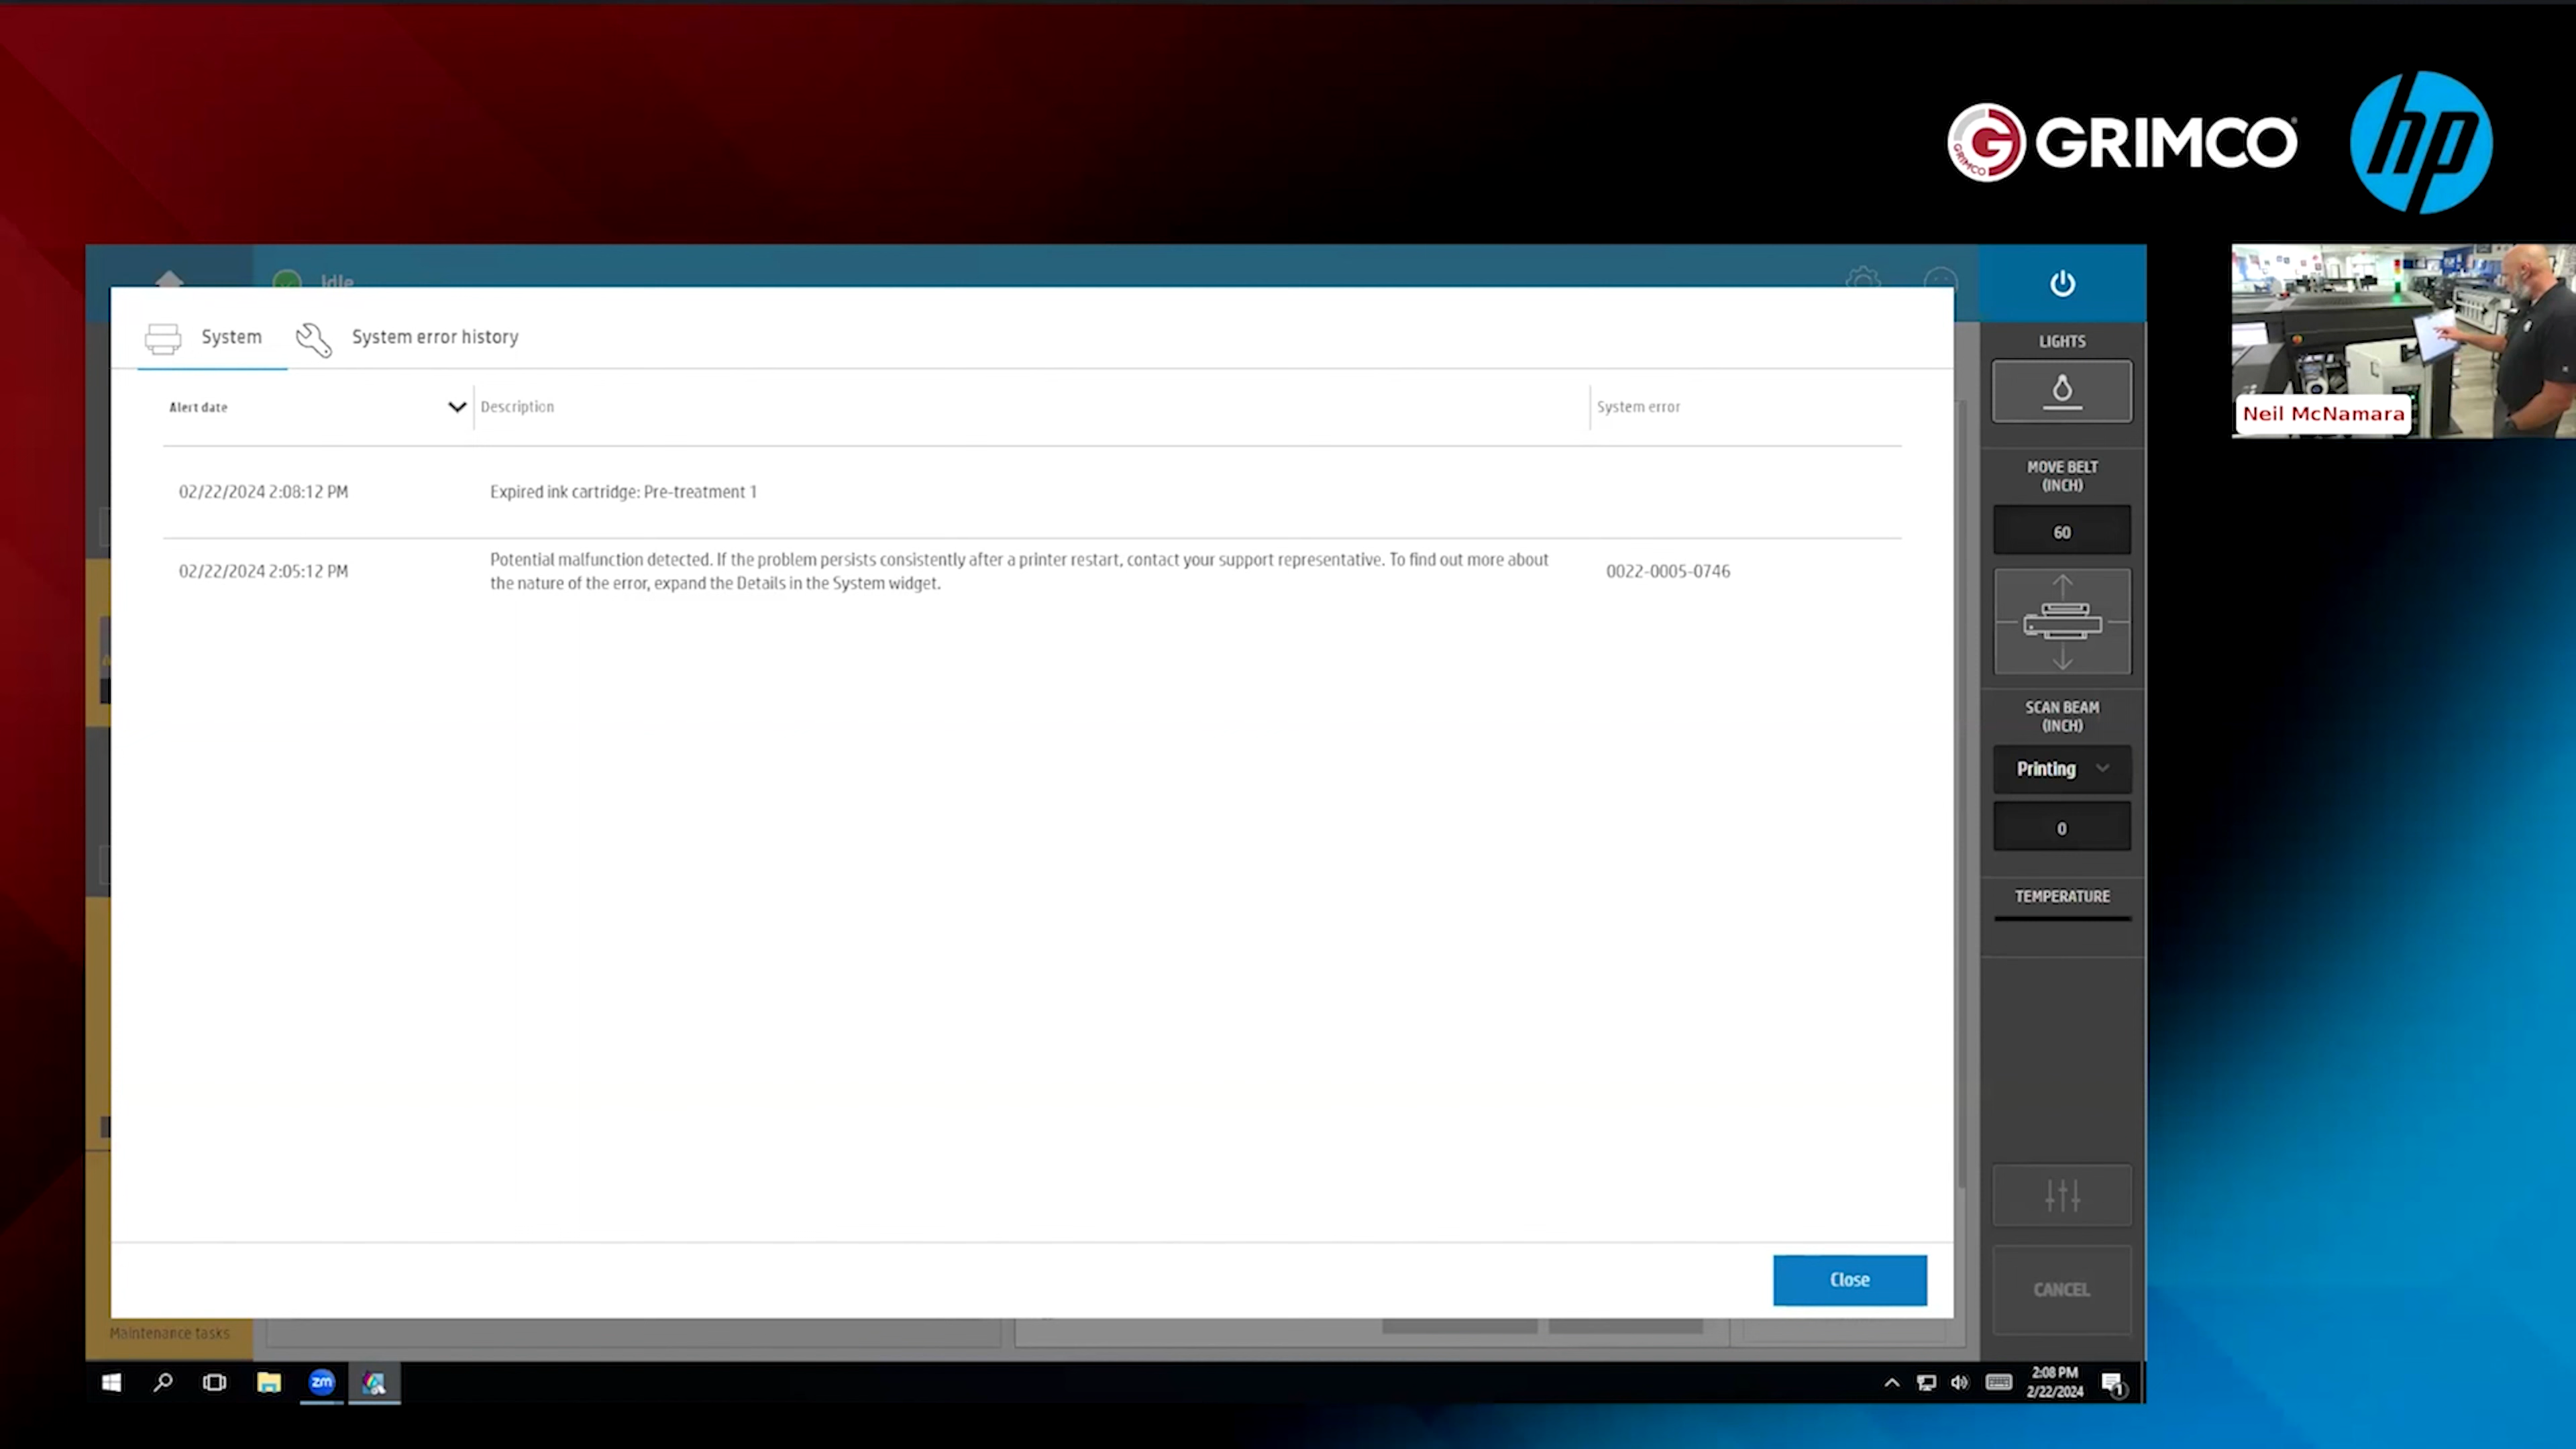 GRIMCO
GRIMCO
hp
Idle
System
System error history
LIGHTS
Alert date
Description
System error
Neil McNamara
MOVE BELT
(INCH)
60
02/22/2024 2:08:12 PM
Expired ink cartridge: Pre-treatment 1
02/22/2024 2:05:12 PM
Potential malfunction detected. If the problem persists consistently after a printer restart, contact your support representative. To find out more about
the nature of the error, expand the Details in the System widget.
0022-0005-0746
SCAN BEAM
(INCH)
Printing
0
TEMPERATURE
Close
CANCEL
Maintenance tasks
zm
2:08 PM
2/22/2024
1